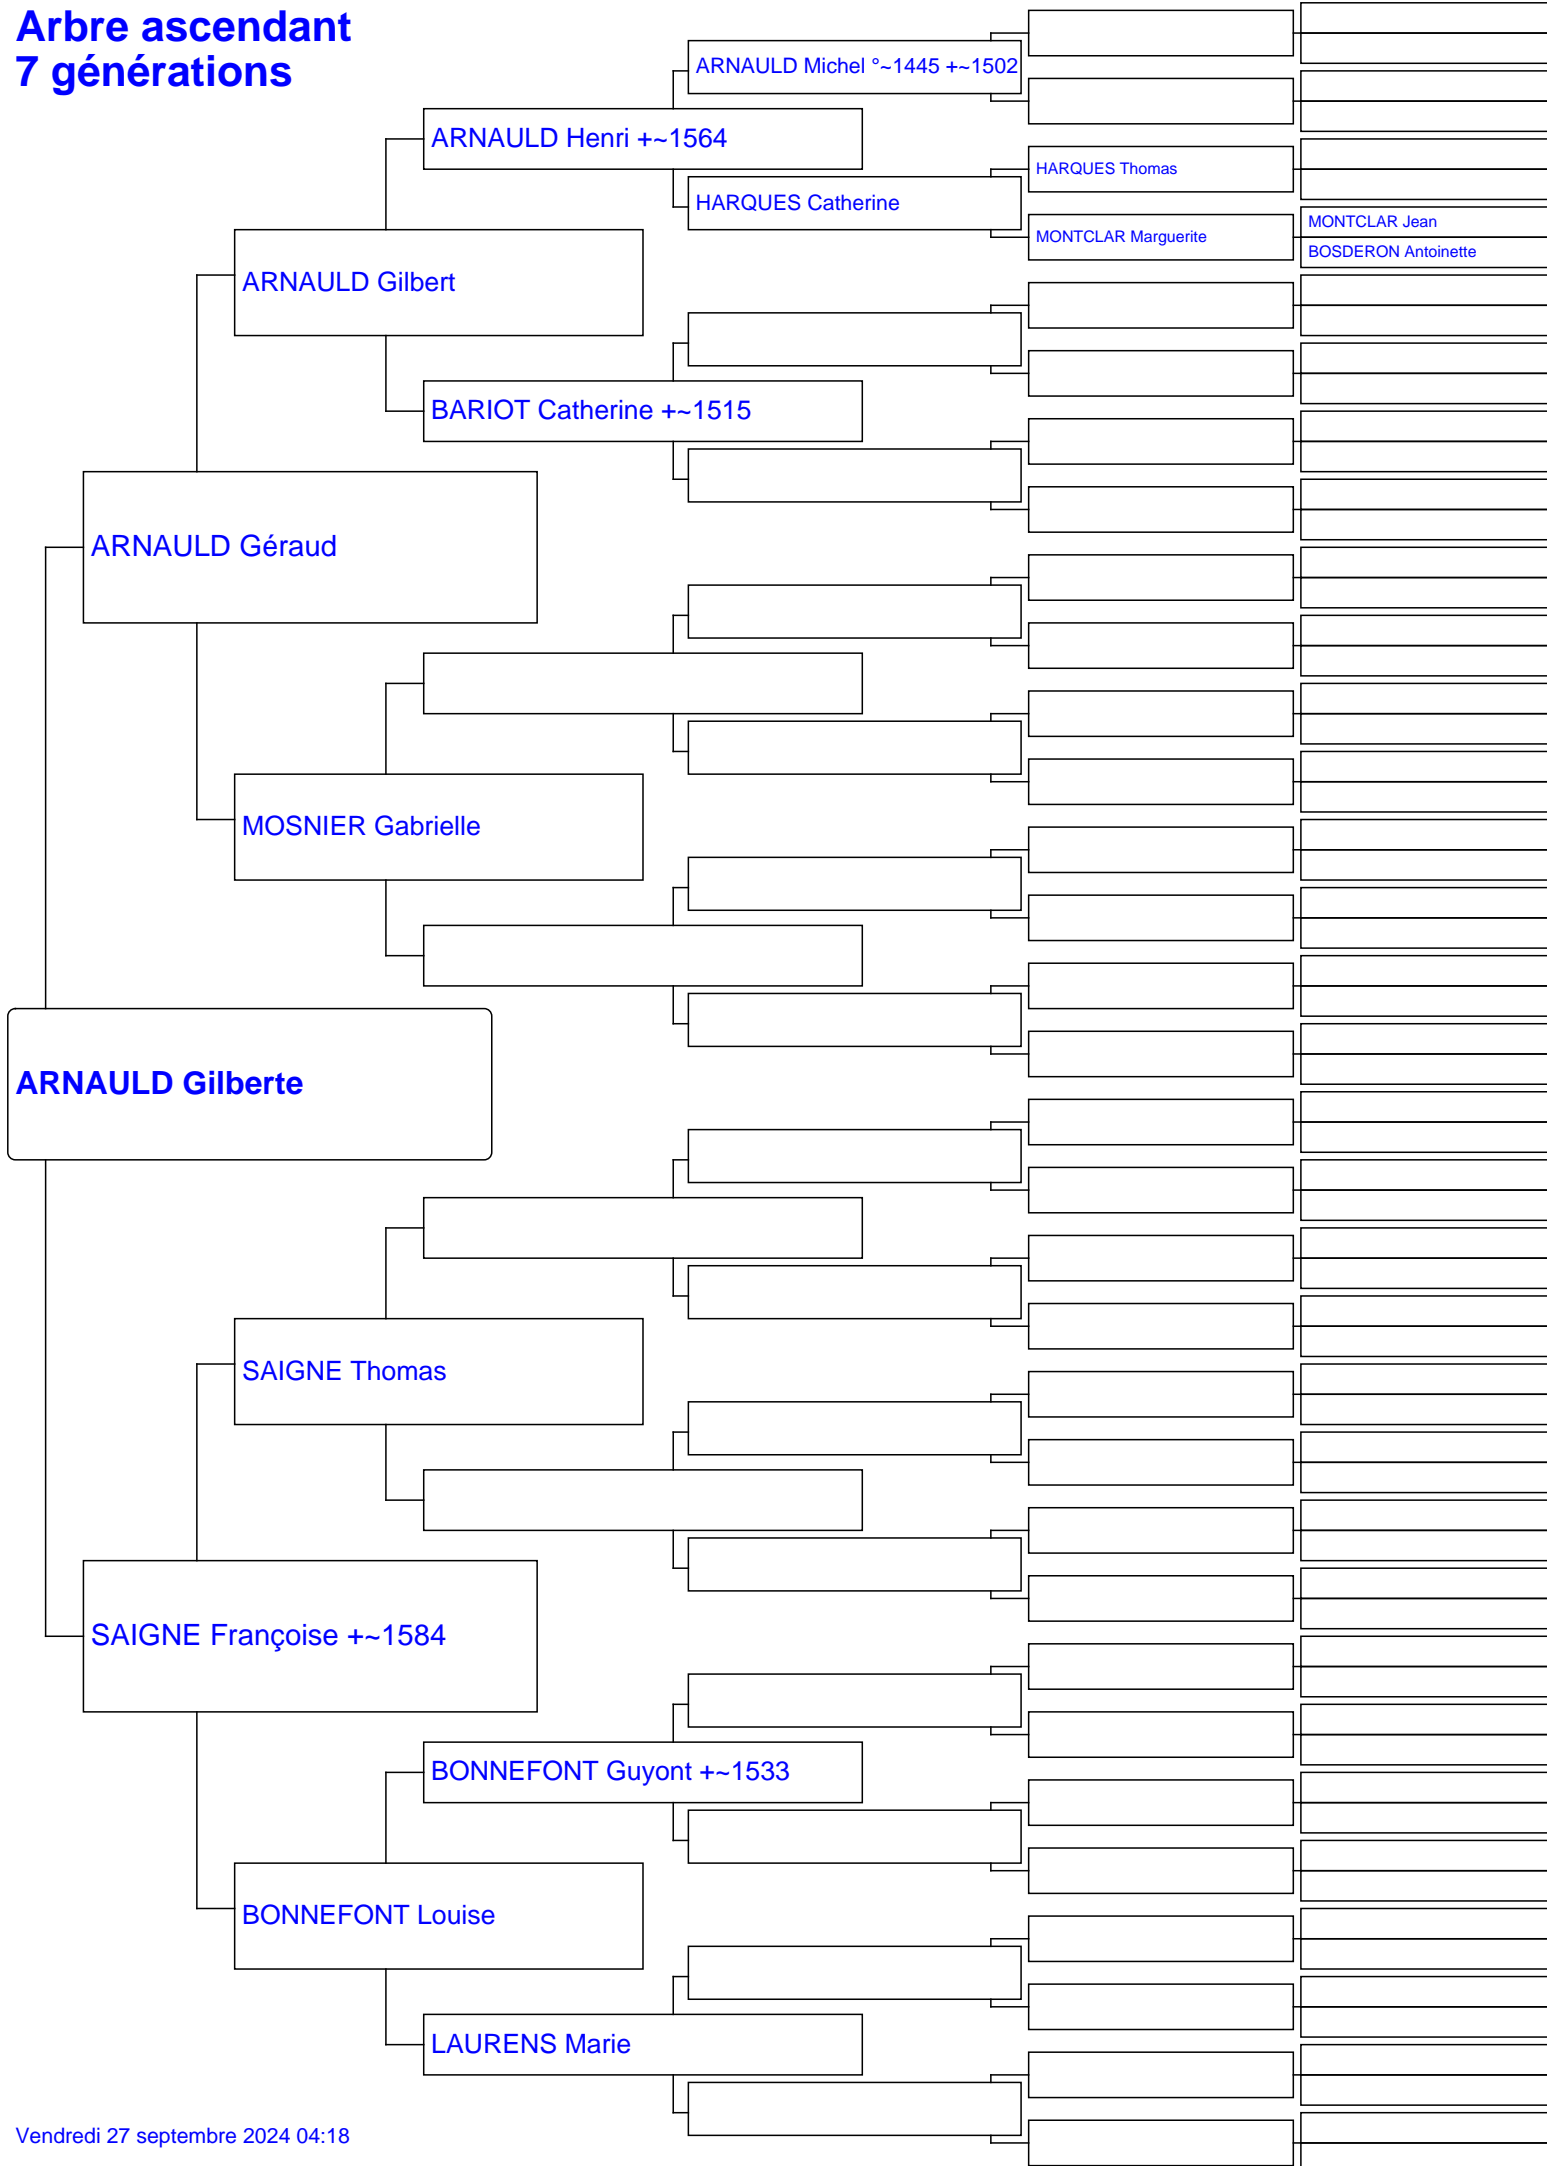 Arbre ascendant
7 générations
ARNAULD Michel °~1445 +~1502
ARNAULD Henri +~1564
HARQUES Thomas
HARQUES Catherine
MONTCLAR Jean
MONTCLAR Marguerite
BOSDERON Antoinette
ARNAULD Gilbert
BARIOT Catherine +~1515
ARNAULD Géraud
MOSNIER Gabrielle
ARNAULD Gilberte
SAIGNE Thomas
SAIGNE Françoise +~1584
BONNEFONT Guyont +~1533
BONNEFONT Louise
LAURENS Marie
Vendredi 27 septembre 2024 04:18